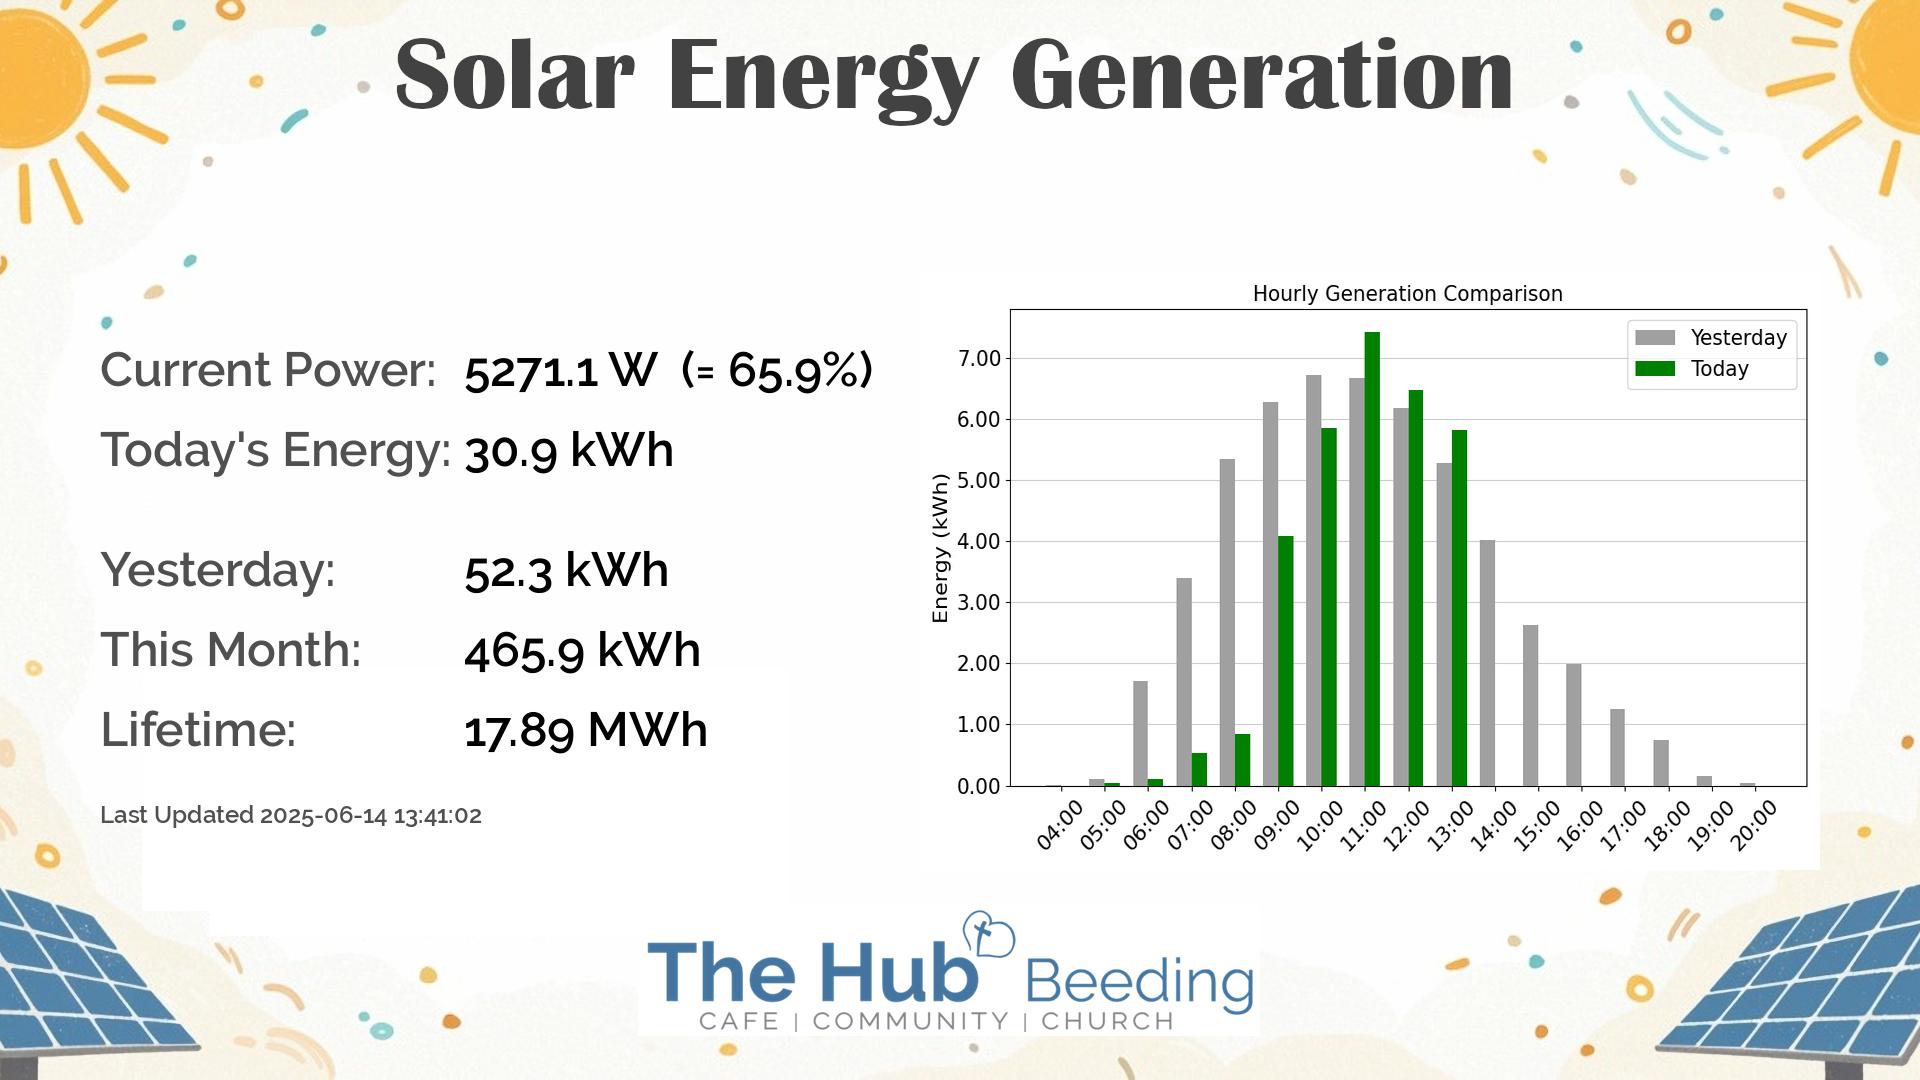 Solar Energy Generation
Current Power: 5271.1 W (= 65.9%)
Today's Energy: 30.9 kWh
Yesterday: 52.3 kWh
This Month: 465.9 kWh
Lifetime: 17.89 MWh
Last Updated 2025-06-14 13:41:02
Hourly Generation Comparison
Yesterday
Today
Energy (kWh)
7.00
6.00
5.00
4.00
3.00
2.00
1.00
0.00
04:00 05:00 06:00 07:00 08:00 09:00 10:00 11:00 12:00 13:00 14:00 15:00 16:00 17:00 18:00 19:00 20:00
The Hub Beeding
CAFE | COMMUNITY | CHURCH